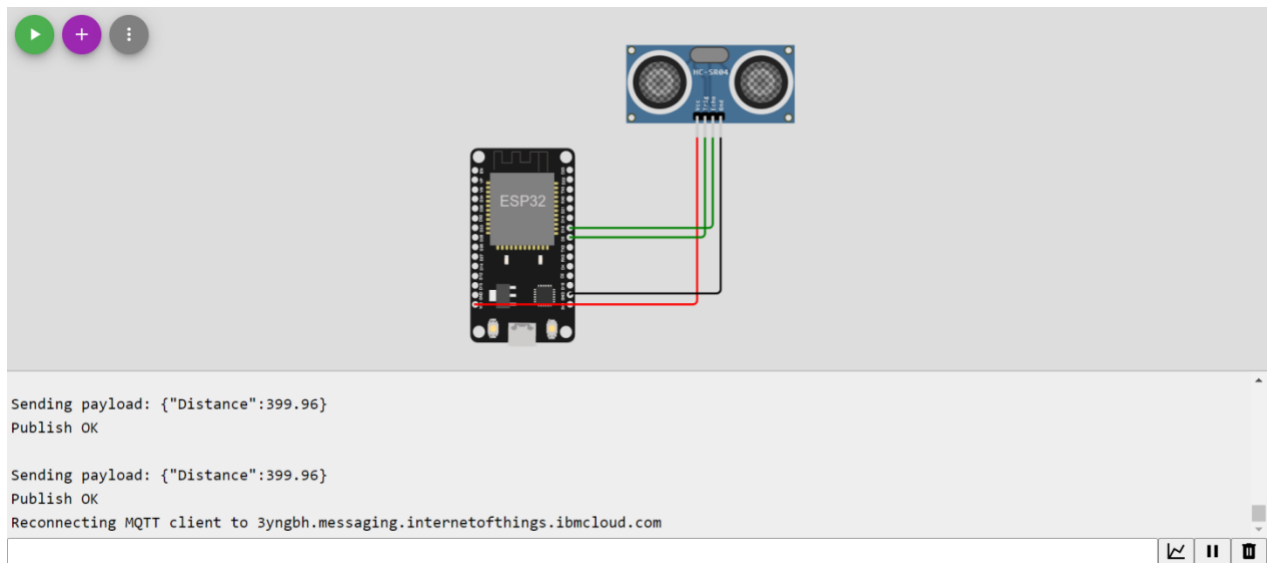 HC-SR04
ESP32
Sending payload: {"Distance":399.96}
Publish OK
Sending payload: {"Distance":399.96}
Publish OK
Reconnecting MQTT client to 3yngbh.messaging.internetofthings.ibmcloud.com